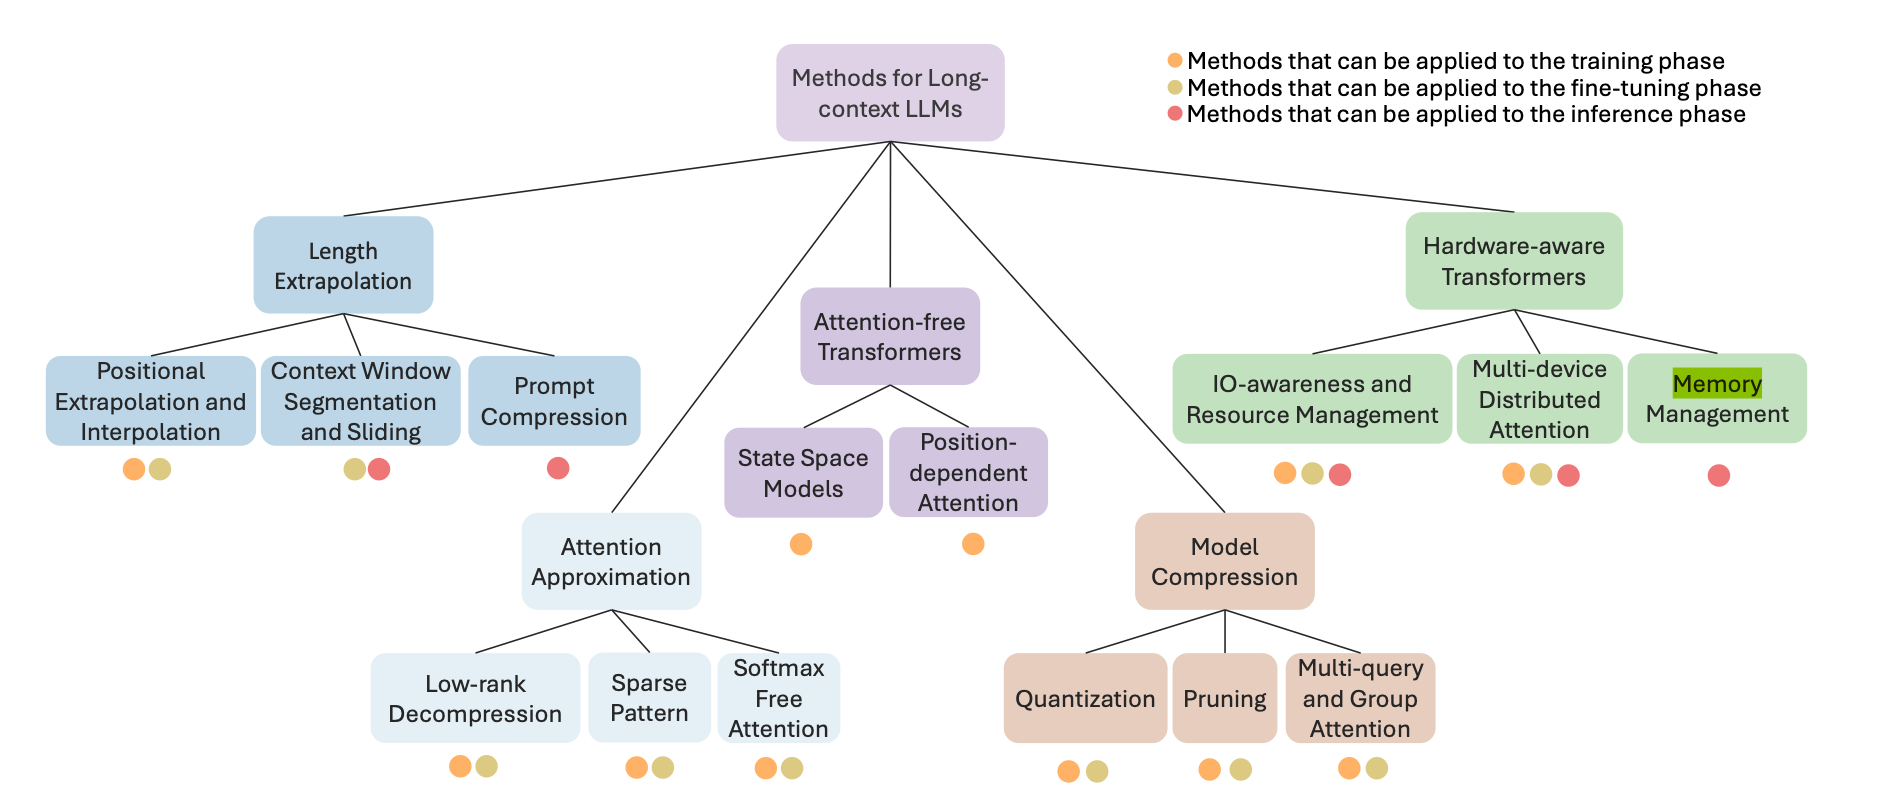 Methods for Long-
context LLMs
Methods that can be applied to the training phase
Methods that can be applied to the fine-tuning phase
Methods that can be applied to the inference phase
Length
Extrapolation
Hardware-aware
Transformers
Attention-free
Transformers
Positional
Extrapolation and
Interpolation
Context Window
Segmentation
and Sliding
Prompt
Compression
IO-awareness and
Resource Management
Multi-device
Distributed
Attention
Memory
Management
State Space
Models
Position-
dependent
Attention
Attention
Approximation
Model
Compression
Low-rank
Decompression
Sparse
Pattern
Softmax
Free
Attention
Quantization
Pruning
Multi-query
and Group
Attention